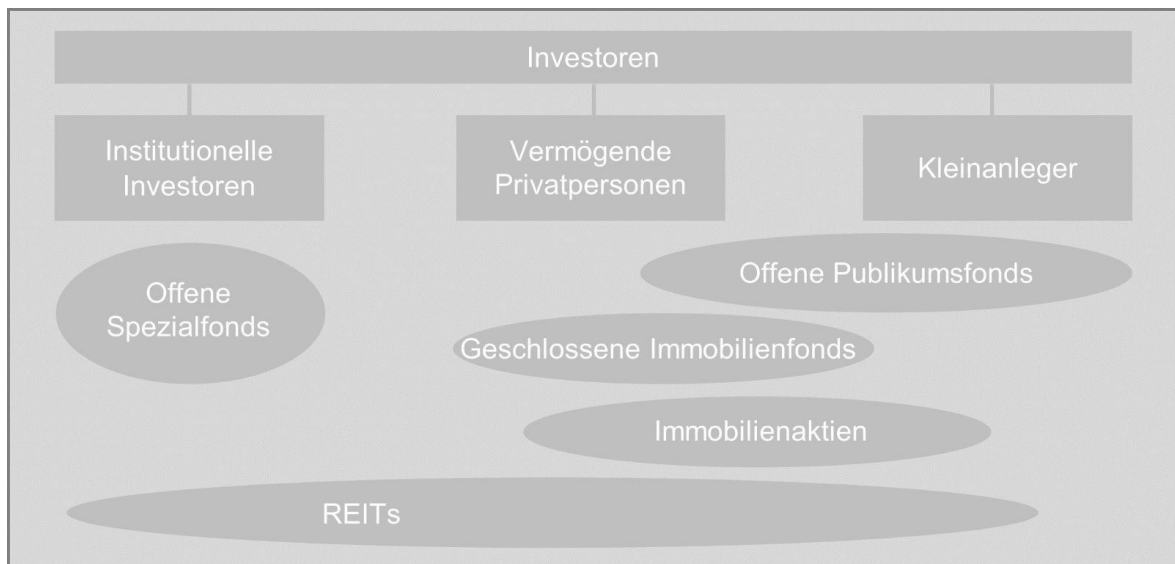 Investoren
Institutionelle
Investoren
Vermögende
Privatpersonen
Kleinanleger
Offene Publikumsfonds
Offene
Spezialfonds
Geschlossene Immobilienfonds
Immobilienaktien
REITs